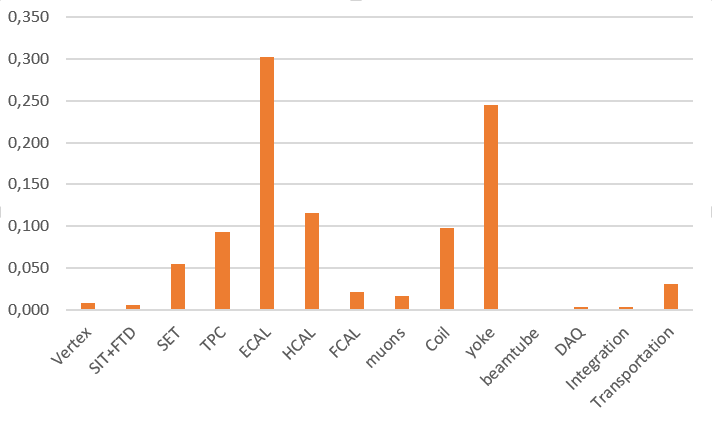 0,350
0,300
0,250
0,200
0,150
0,100
0,050
0,000
Vertex
SIT+FTD
SET
TPC
ECAL
HCAL
FCAL
muons
Coil
yoke
beamtube
DAQ
Integration
Transportation